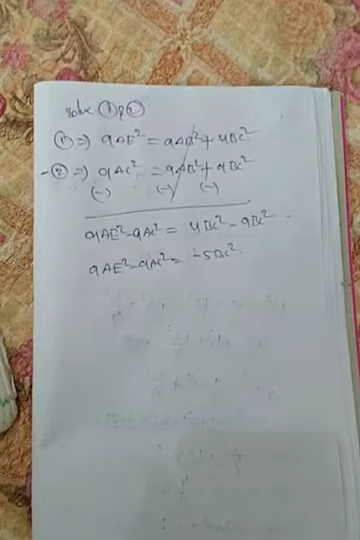 Solve ① & ②
① ⇒ 9AE² = 9AB² + 4BC²
- ② ⇒ 9AC² = 9AB² + 9BC²
(-) (-) (-)
9AE² - 9AC² = 4BC² - 9BC².
9AE² - 9AC² = -5BC².